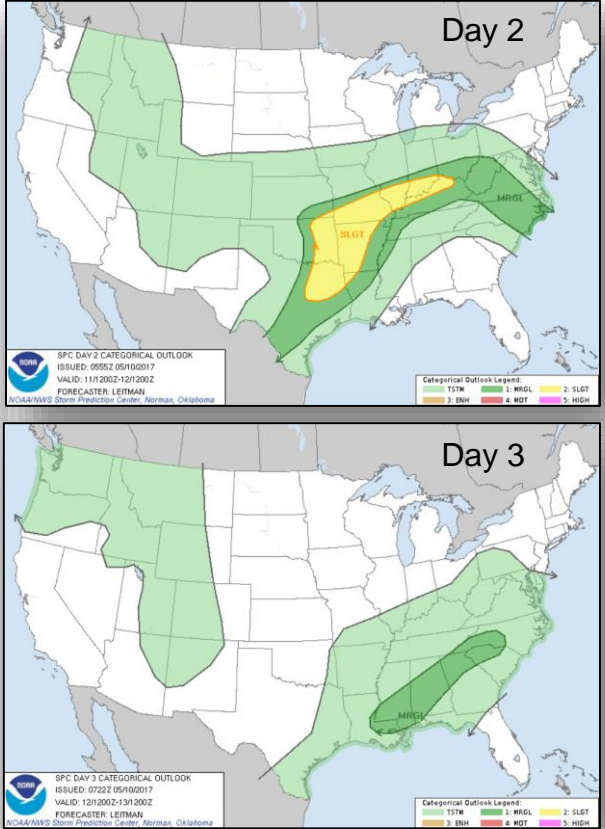 Day 2
MRGL
SLGT
NOAA
SPC DAY 2 CATEGORICAL OUTLOOK
ISSUED: 0555Z 05/10/2017
VALID: 11/1200Z-12/1200Z
FORECASTER: LEITMAN
NOAA/NWS Storm Prediction Center, Norman, Oklahoma
Categorical Outlook Legend:
TSTM 1: MRGL 2: SLGT
3: ENH 4: MDT 5: HIGH
Day 3
MRGL
NOAA
SPC DAY 3 CATEGORICAL OUTLOOK
ISSUED: 0722Z 05/10/2017
VALID: 12/1200Z-13/1200Z
FORECASTER: LEITMAN
NOAA/NWS Storm Prediction Center, Norman, Oklahoma
Categorical Outlook Legend:
TSTM 1: MRGL 2: SLGT
3: ENH 4: MDT 5: HIGH